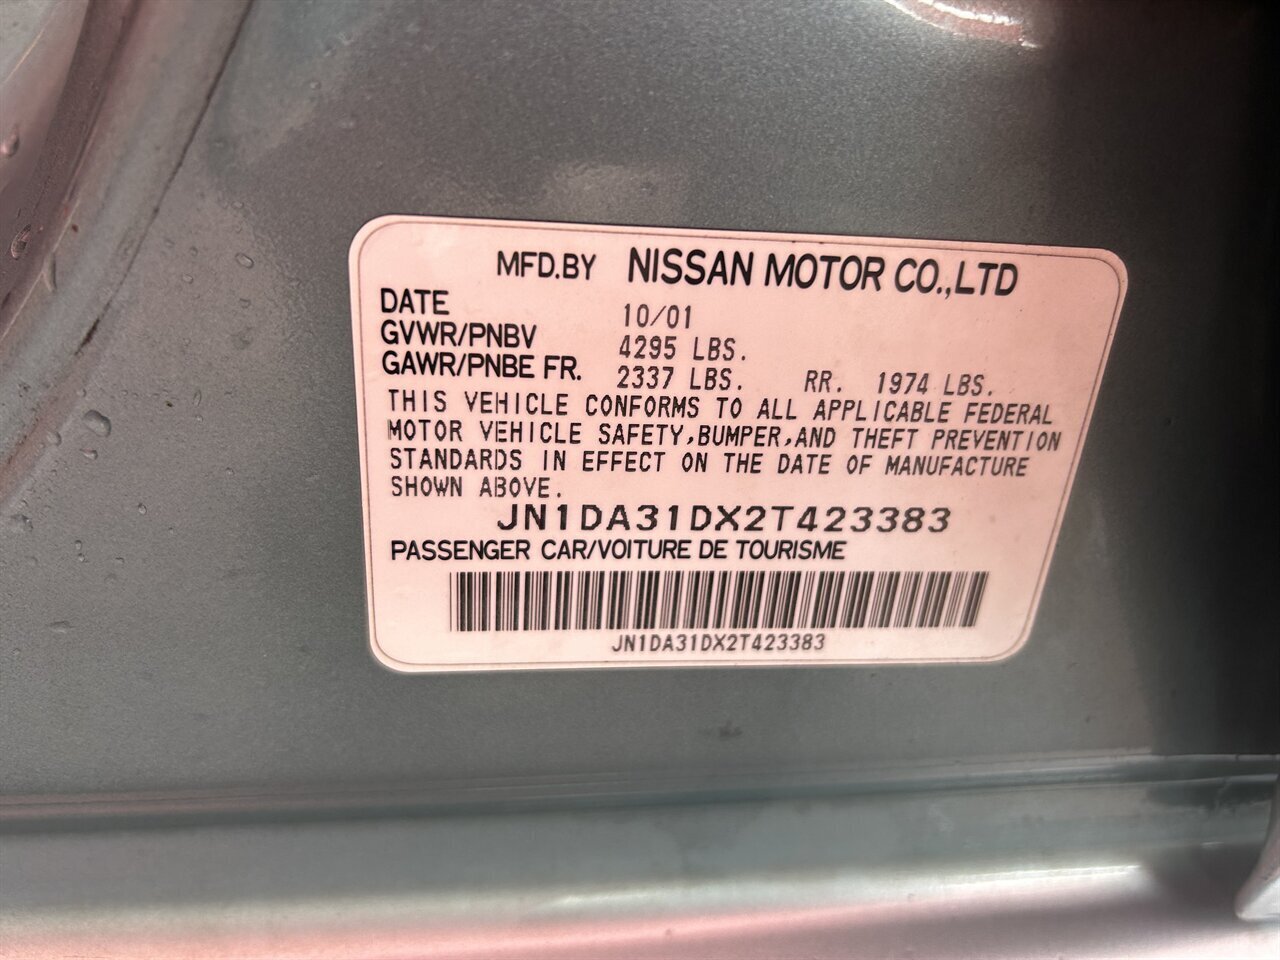 MFD.BY NISSAN MOTOR CO.,LTD
DATE 10/01
GVWR/PNBV 4295 LBS.
GAWR/PNBE FR. 2337 LBS. RR. 1974 LBS.
THIS VEHICLE CONFORMS TO ALL APPLICABLE FEDERAL
MOTOR VEHICLE SAFETY,BUMPER,AND THEFT PREVENTION
STANDARDS IN EFFECT ON THE DATE OF MANUFACTURE
SHOWN ABOVE.
JN1DA31DX2T423383
PASSENGER CAR/VOITURE DE TOURISME
JN1DA31DX2T423383